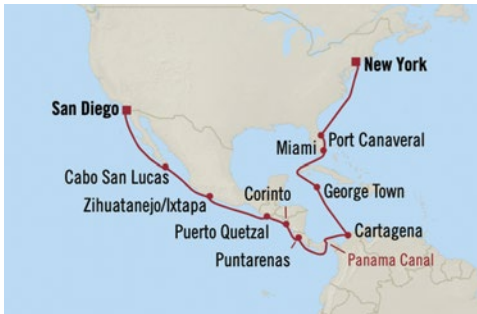 New York
San Diego
Port Canaveral
Miami
Cabo San Lucas
Corinto
George Town
Zihuatanejo/Ixtapa
Puerto Quetzal
Cartagena
Puntarenas
Panama Canal